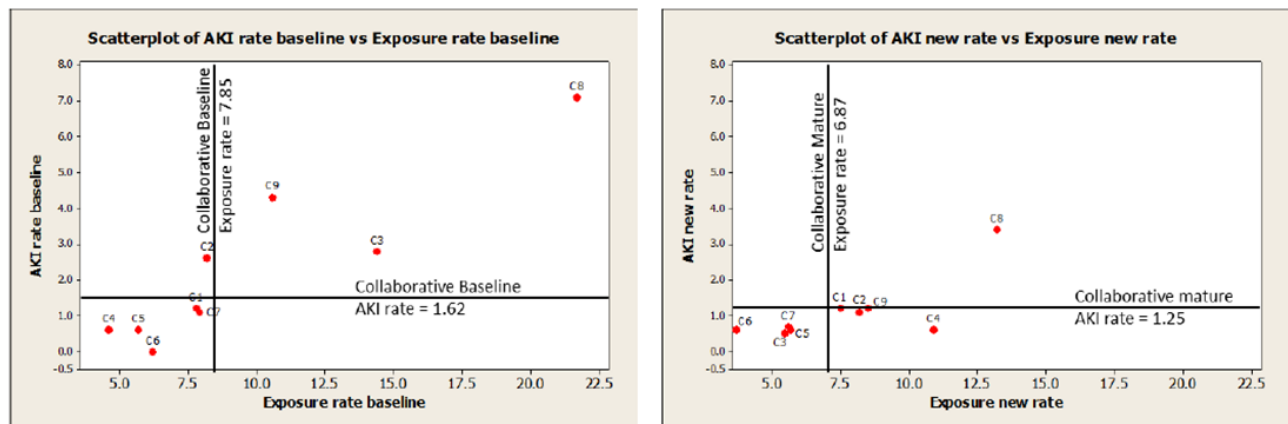 Scatterplot of AKI rate baseline vs Exposure rate baseline
8.0
7.0
6.0
5.0
4.0
3.0
2.0
1.0
0.0
-0.5
AKI rate baseline
Collaborative Baseline
Exposure rate = 7.85
C8
C9
C2
C3
C1
C7
C4
C5
C6
Collaborative Baseline
AKI rate = 1.62
5.0 7.5 10.0 12.5 15.0 17.5 20.0 22.5
Exposure rate baseline
Scatterplot of AKI new rate vs Exposure new rate
8.0
7.0
6.0
5.0
4.0
3.0
2.0
1.0
0.0
-0.5
AKI new rate
Collaborative Mature
Exposure rate = 6.87
C8
C1
C2
C9
C6
C7
C5
C3
C4
Collaborative mature
AKI rate = 1.25
5.0 7.5 10.0 12.5 15.0 17.5 20.0 22.5
Exposure new rate